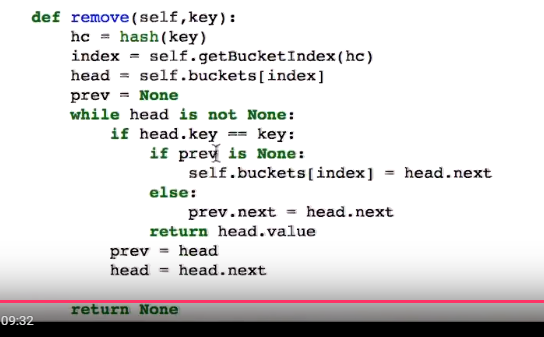 def remove(self,key):
    hc = hash(key)
    index = self.getBucketIndex(hc)
    head = self.buckets[index]
    prev = None
    while head is not None:
        if head.key == key:
            if prev is None:
                self.buckets[index] = head.next
            else:
                prev.next = head.next
            return head.value
        prev = head
        head = head.next
    return None
09:32